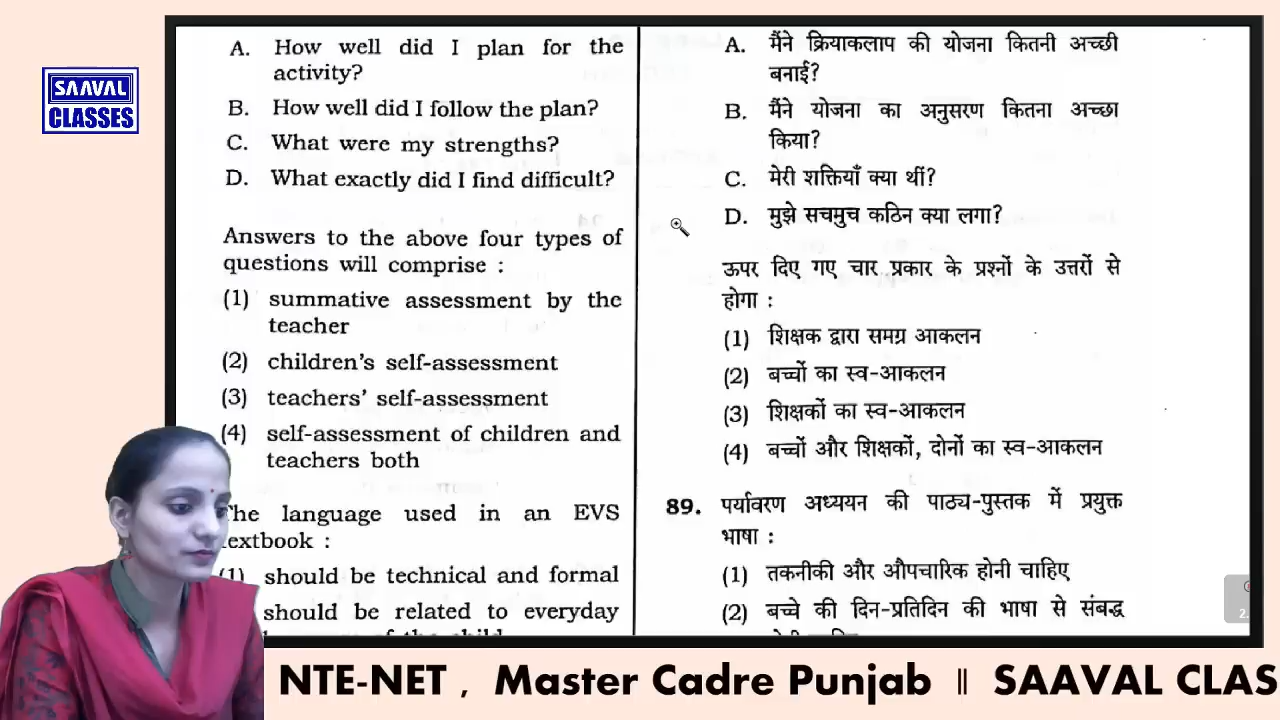 SAAVAL
CLASSES
A. How well did I plan for the
activity?
B. How well did I follow the plan?
C. What were my strengths?
D. What exactly did I find difficult?
Answers to the above four types of
questions will comprise :
(1) summative assessment by the
teacher
(2) children's self-assessment
(3) teachers' self-assessment
(4) self-assessment of children and
teachers both
The language used in an EVS
textbook :
(1) should be technical and formal
should be related to everyday
of the child
A. मैंने क्रियाकलाप की योजना कितनी अच्छी
बनाई?
B. मैंने योजना का अनुसरण कितना अच्छा
किया?
C. मेरी शक्तियाँ क्या थीं?
D. मुझे सचमुच कठिन क्या लगा?
ऊपर दिए गए चार प्रकार के प्रश्नों के उत्तरों से
होगा :
(1) शिक्षक द्वारा समग्र आकलन
(2) बच्चों का स्व-आकलन
(3) शिक्षकों का स्व-आकलन
(4) बच्चों और शिक्षकों, दोनों का स्व-आकलन
89. पर्यावरण अध्ययन की पाठ्य-पुस्तक में प्रयुक्त
भाषा :
(1) तकनीकी और औपचारिक होनी चाहिए
(2) बच्चे की दिन-प्रतिदिन की भाषा से संबद्ध
NTE-NET , Master Cadre Punjab || SAAVAL CLAS